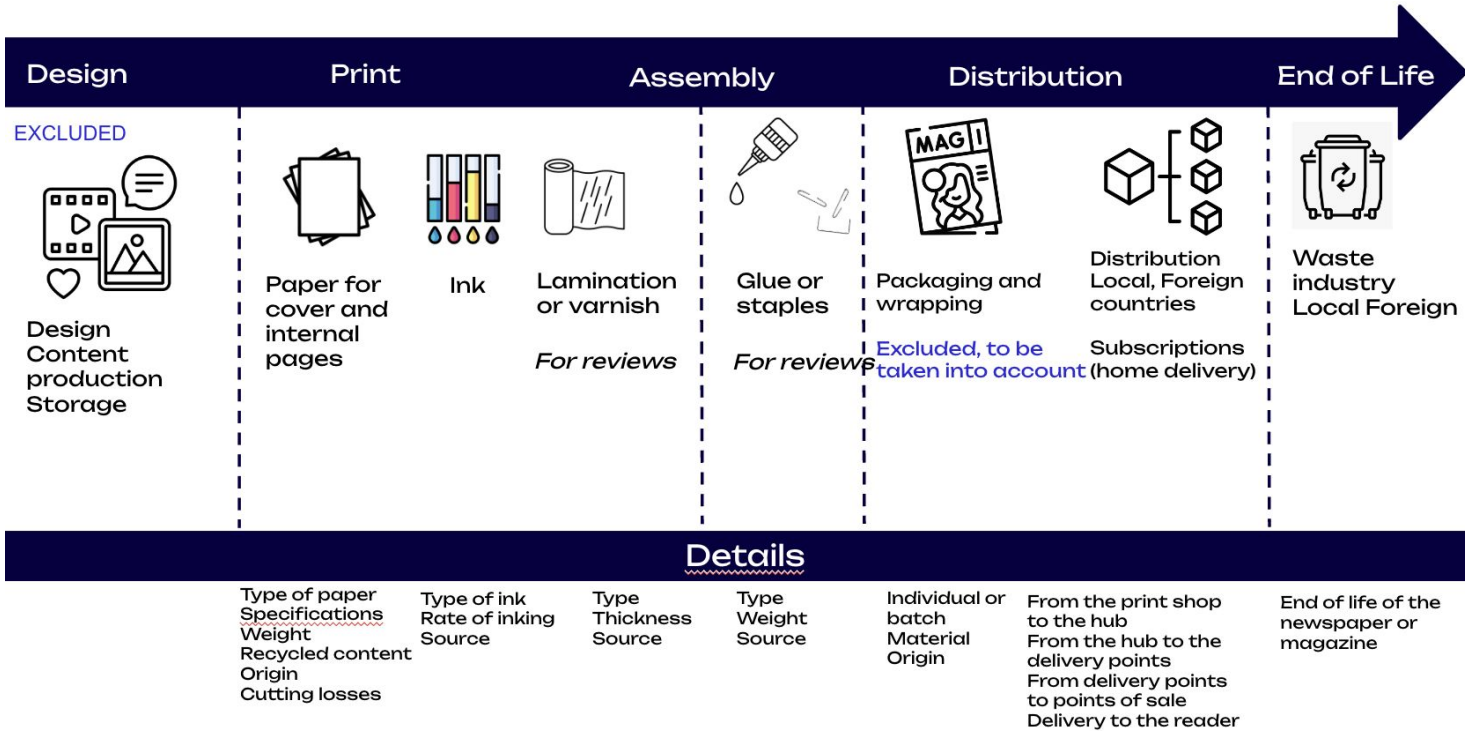 Design
Print
Assembly
Distribution
End of Life
EXCLUDED
Design
Content
production
Storage
Paper for
cover and
internal
pages
Ink
Lamination
or varnish
For reviews
Glue or
staples
For reviews
MAG I
Packaging and
wrapping
Excluded, to be
taken into account
Distribution
Local, Foreign
countries
Subscriptions
(home delivery)
Waste
industry
Local Foreign
Details
Type of paper
Specifications
Weight
Recycled content
Origin
Cutting losses
Type of ink
Rate of inking
Source
Type
Thickness
Source
Type
Weight
Source
Individual or
batch
Material
Origin
From the print shop
to the hub
From the hub to the
delivery points
From delivery points
to points of sale
Delivery to the reader
End of life of the
newspaper or
magazine